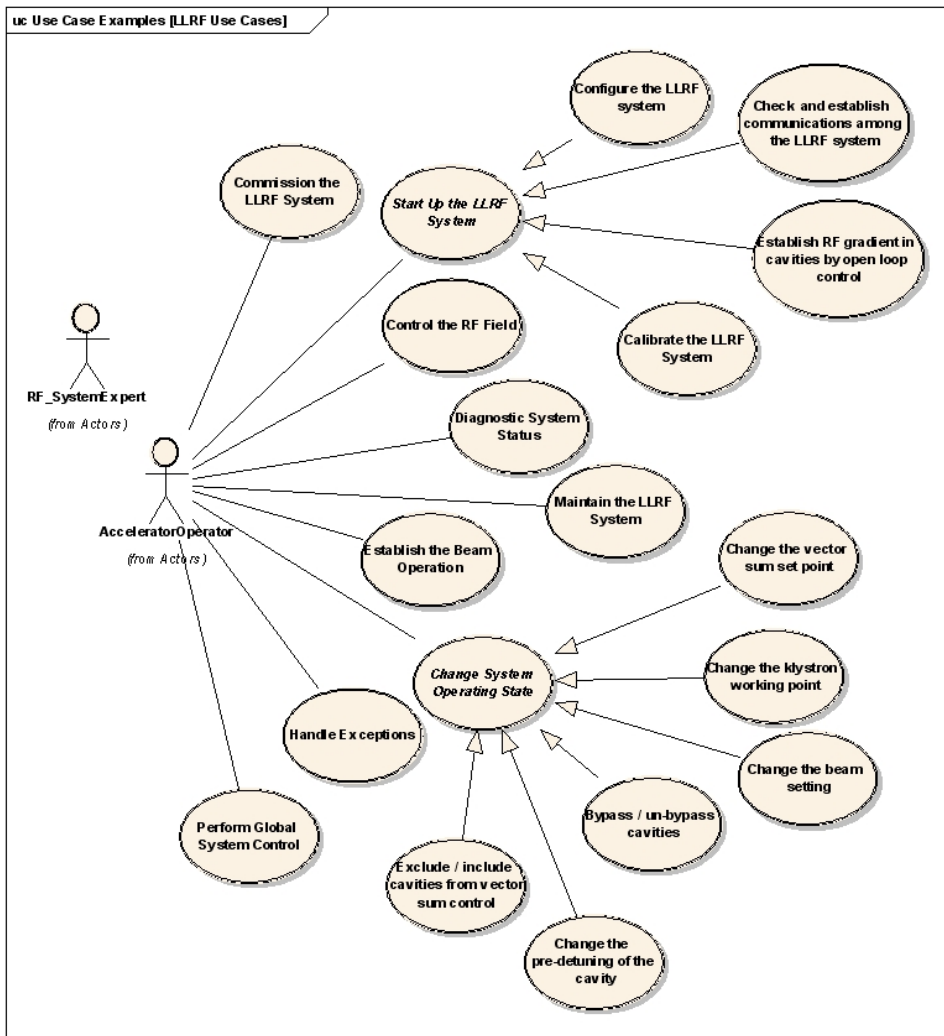 uc Use Case Examples [LLRF Use Cases]
Configure the LLRF
system
Check and establish
communications among
the LLRF system
Commission the
LLRF System
Start Up the LLRF
System
Establish RF gradient in
cavities by open loop
control
Control the RF Field
Calibrate the LLRF
System
RF_SystemExpert
(from Actors)
Diagnostic System
Status
Maintain the LLRF
System
AcceleratorOperator
(from Actors)
Establish the Beam
Operation
Change the vector
sum set point
Change System
Operating State
Change the klystron
working point
Handle Exceptions
Change the beam
setting
Bypass / un-bypass
cavities
Perform Global
System Control
Exclude / include
cavities from vector
sum control
Change the
pre-detuning of the
cavity